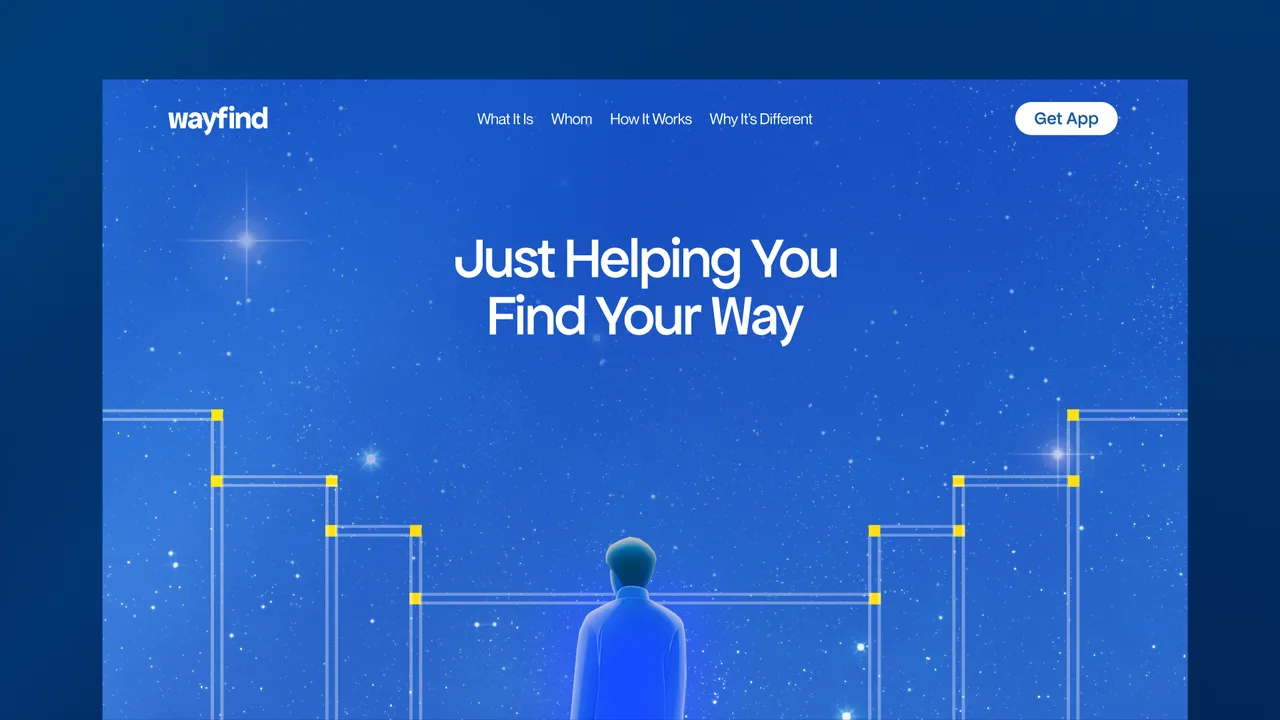 wayfind
What It Is
Whom
How It Works
Why It's Different
Get App
Just Helping You
Find Your Way